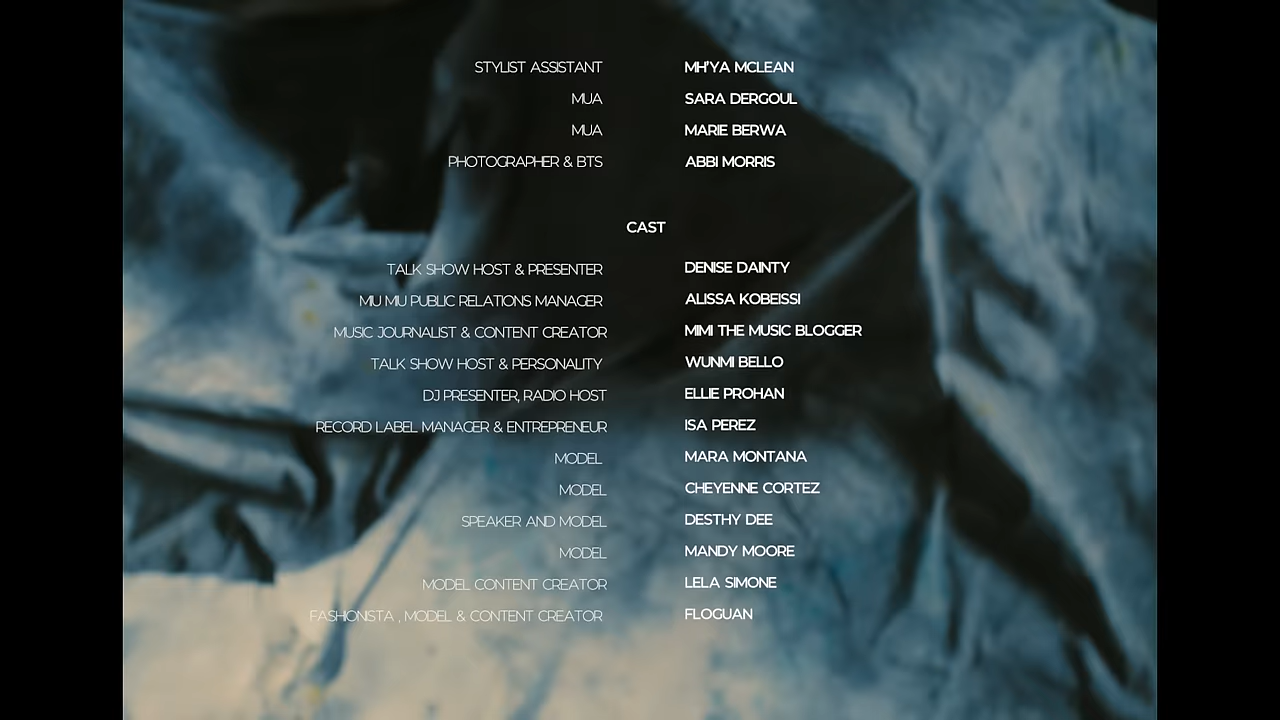 STYLIST ASSISTANT MH'YA MCLEAN
MUA SARA DERGOUL
MUA MARIE BERWA
PHOTOGRAPHER & BTS ABBI MORRIS
CAST
TALK SHOW HOST & PRESENTER DENISE DAINTY
MIU MIU PUBLIC RELATIONS MANAGER ALISSA KOBEISSI
MUSIC JOURNALIST & CONTENT CREATOR MIMI THE MUSIC BLOGGER
TALK SHOW HOST & PERSONALITY WUNMI BELLO
DJ PRESENTER, RADIO HOST ELLIE PROHAN
RECORD LABEL MANAGER & ENTREPRENEUR ISA PEREZ
MODEL MARA MONTANA
MODEL CHEYENNE CORTEZ
SPEAKER AND MODEL DESTHY DEE
MODEL MANDY MOORE
MODEL CONTENT CREATOR LELA SIMONE
FASHIONISTA , MODEL & CONTENT CREATOR FLOGUAN